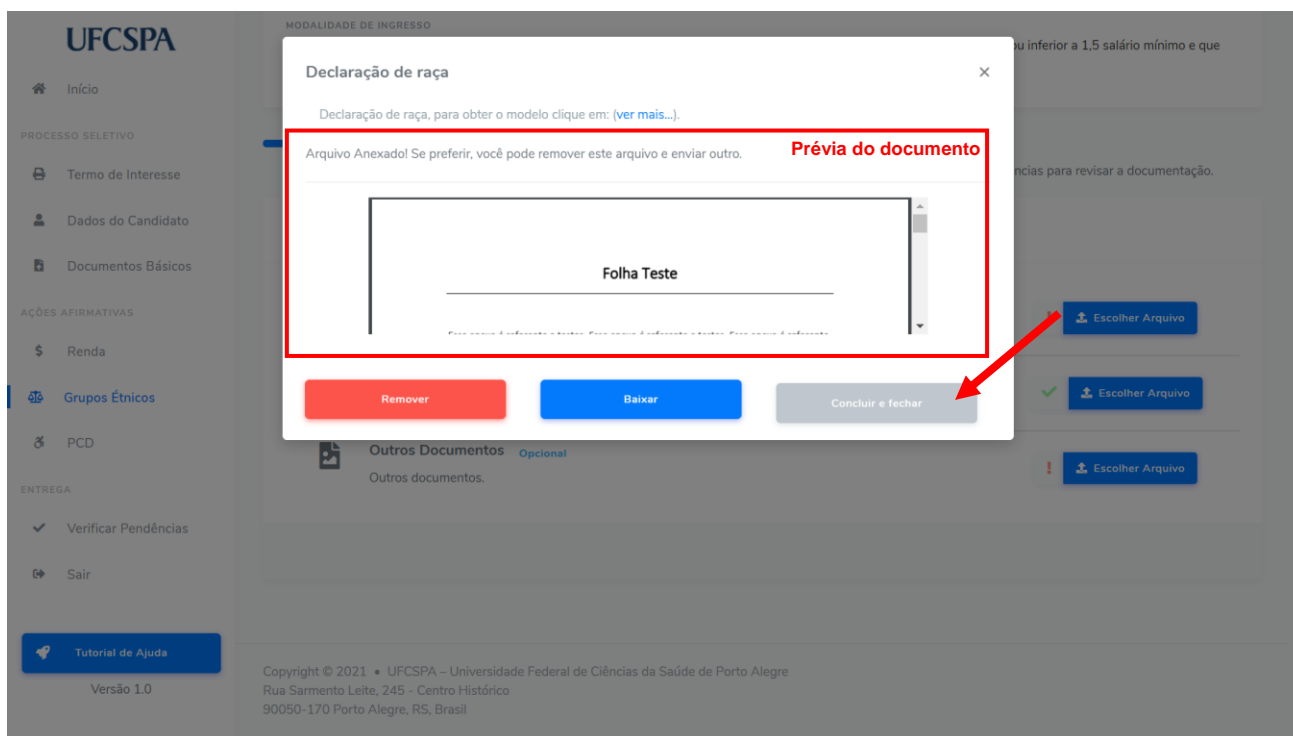 UFCSPA
Início
PROCESSO SELETIVO
Termo de Interesse
Dados do Candidato
Documentos Básicos
AÇÕES AFIRMATIVAS
Renda
Grupos Étnicos
PCD
ENTREGA
Verificar Pendências
Sair
Tutorial de Ajuda
Versão 1.0
MODALIDADE DE INGRESSO
ou inferior a 1,5 salário mínimo e que
Declaração de raça
×
Declaração de raça, para obter o modelo clique em: (ver mais...).
Arquivo Anexado! Se preferir, você pode remover este arquivo e enviar outro.
Prévia do documento
para revisar a documentação.
Folha Teste
Remover
Baixar
Concluir e fechar
Escolher Arquivo
Escolher Arquivo
Outros Documentos Opcional
Outros documentos.
! Escolher Arquivo
Copyright © 2021 • UFCSPA – Universidade Federal de Ciências da Saúde de Porto Alegre
Rua Sarmento Leite, 245 - Centro Histórico
90050-170 Porto Alegre, RS, Brasil